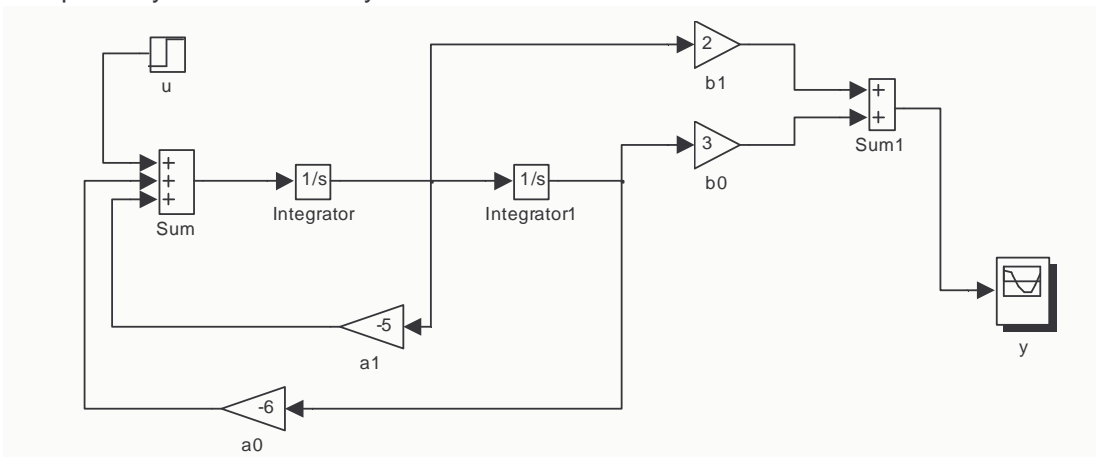 u
2
b1
+
+
Sum1
3
b0
+
+
+
Sum
1/s
Integrator
1/s
Integrator1
-5
a1
-6
a0
y